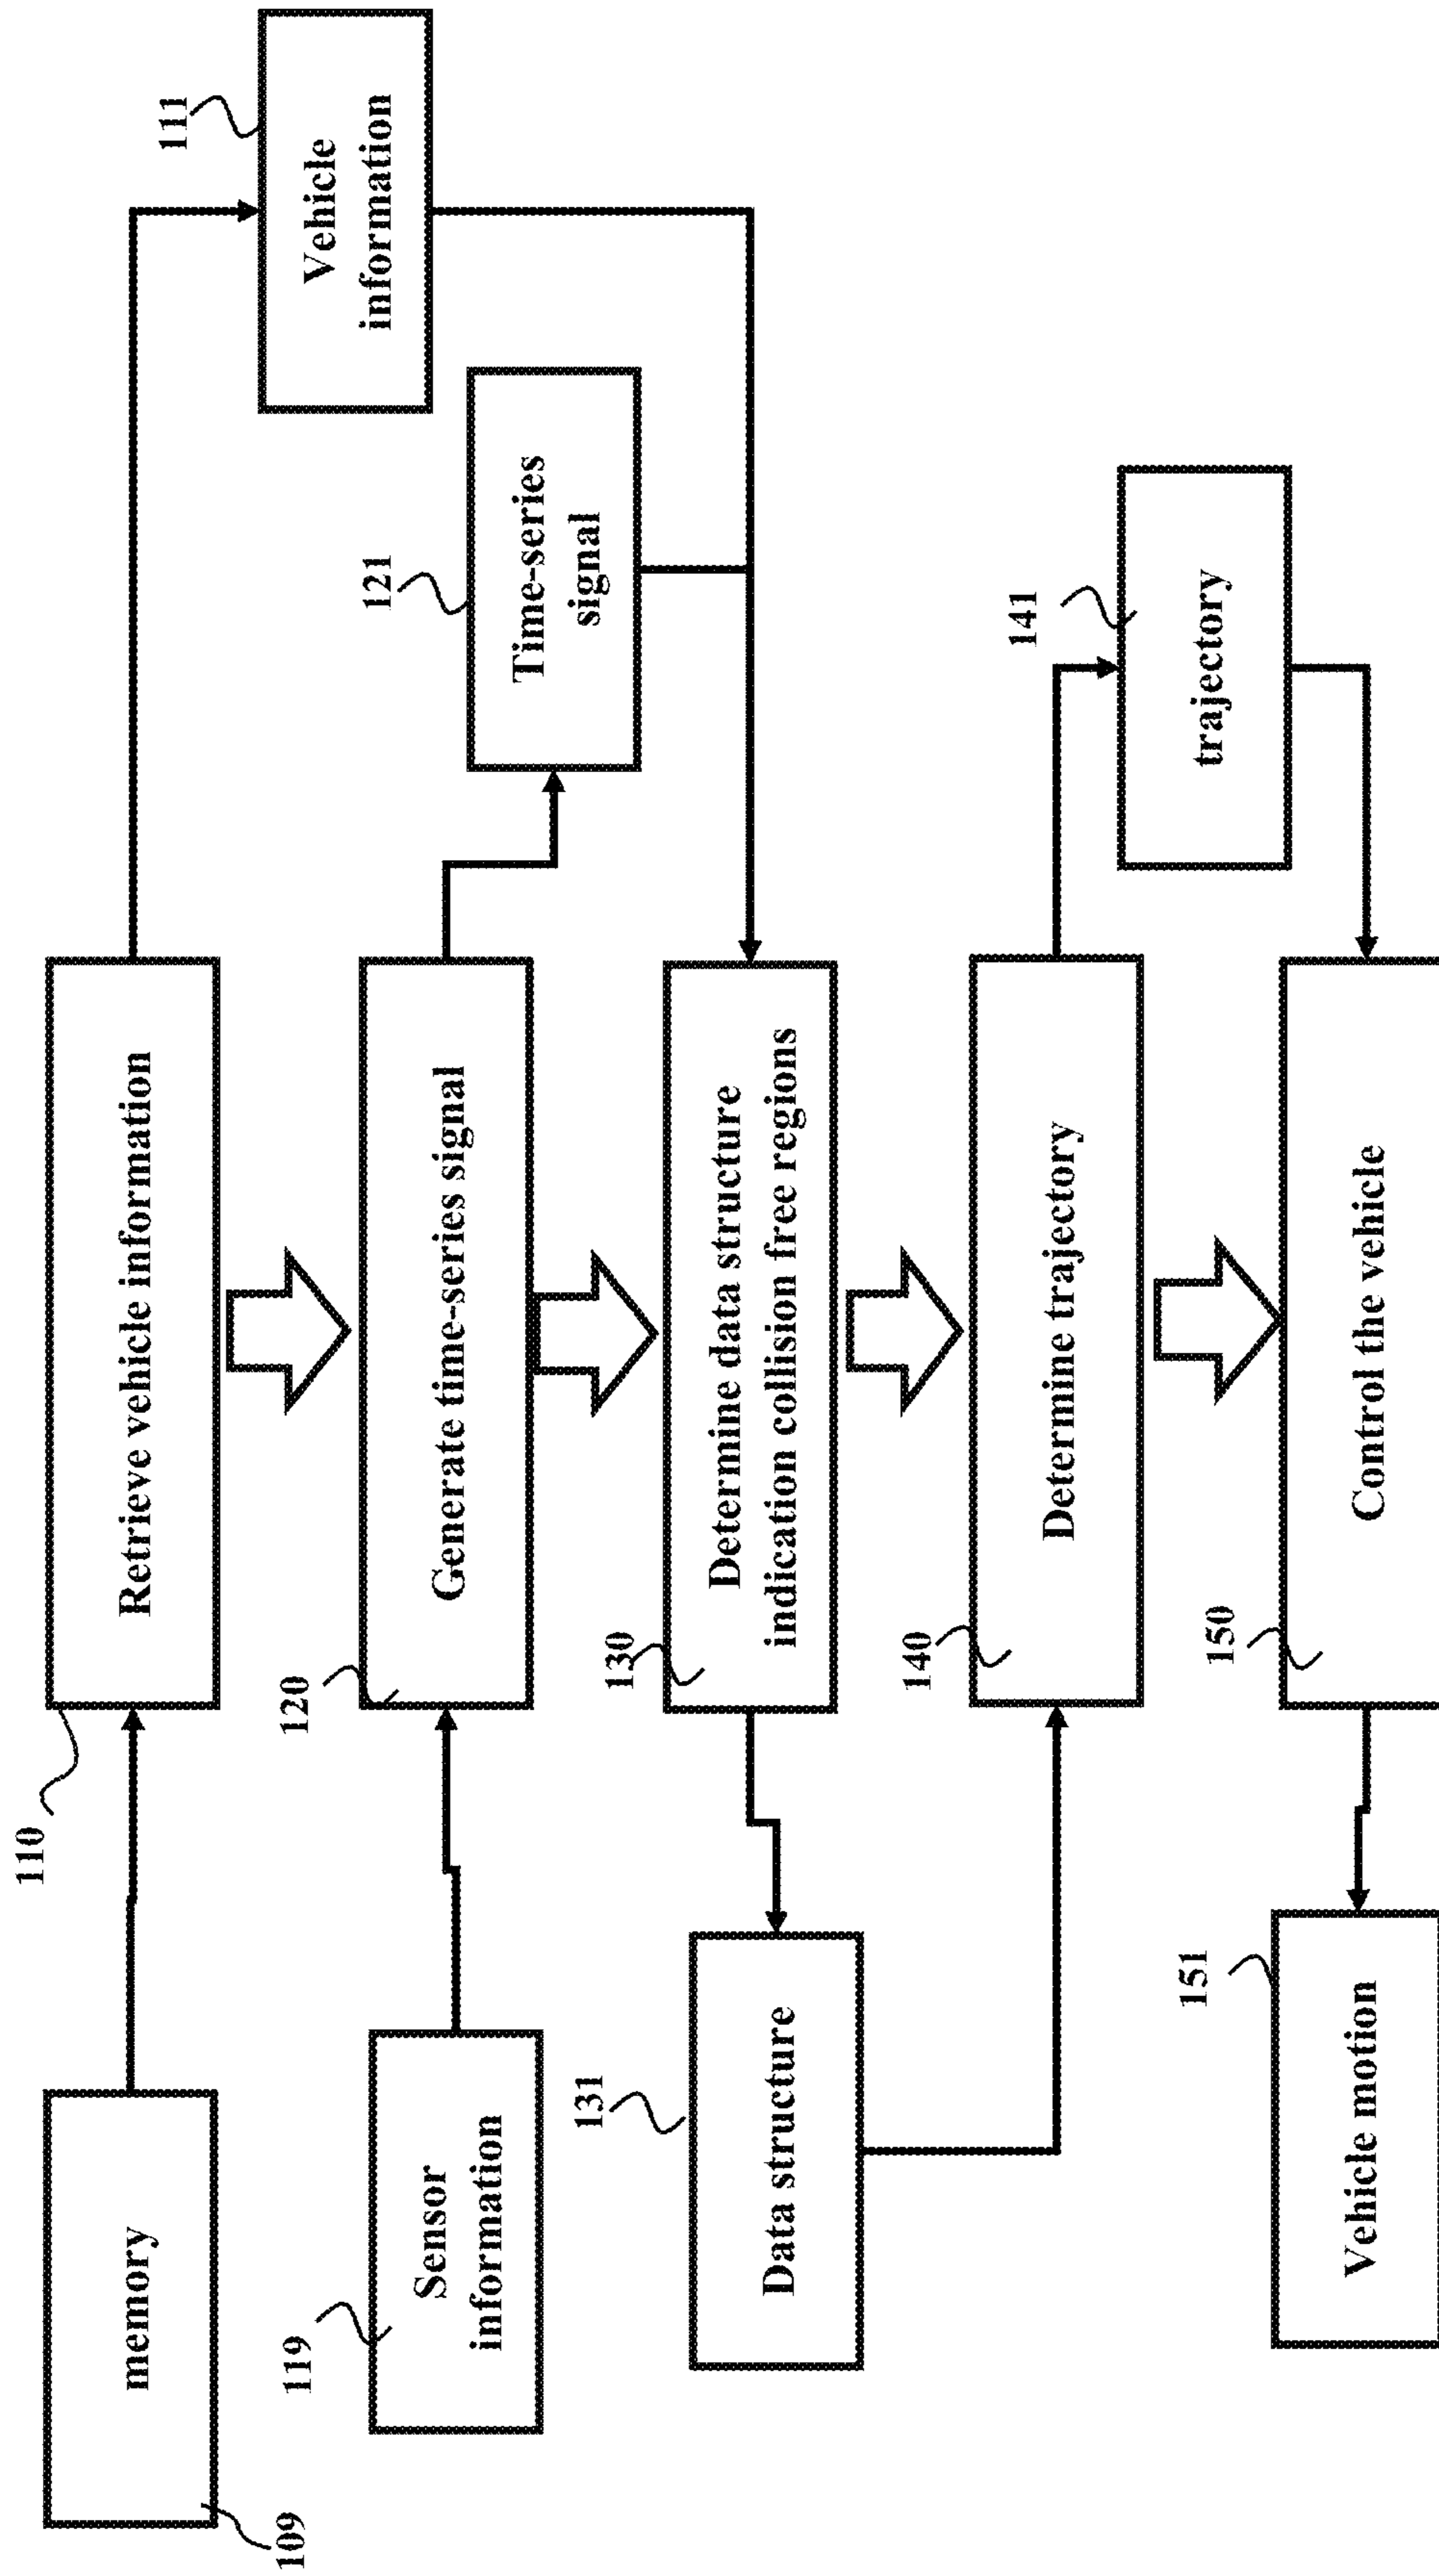 109
memory
110
Retrieve vehicle information
111
Vehicle
information
119
Sensor
information
120
Generate time-series signal
121
Time-series
signal
130
Determine data structure
indication collision free regions
131
Data structure
140
Determine trajectory
141
trajectory
150
Control the vehicle
151
Vehicle motion